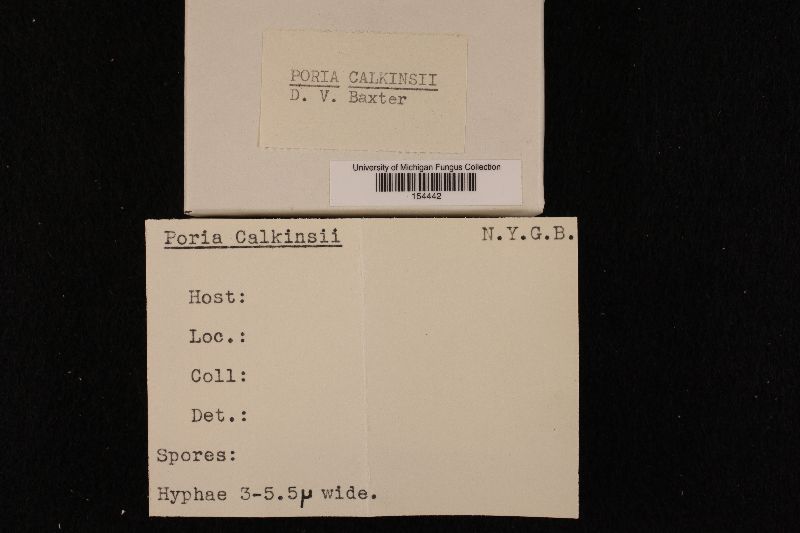 PORIA CALKINSII
D. V. Baxter
University of Michigan Fungus Collection
154442
Poria Calkinsii N.Y.G.B.
Host:
Loc.:
Coll:
Det.:
Spores:
Hyphae 3-5.5µ wide.